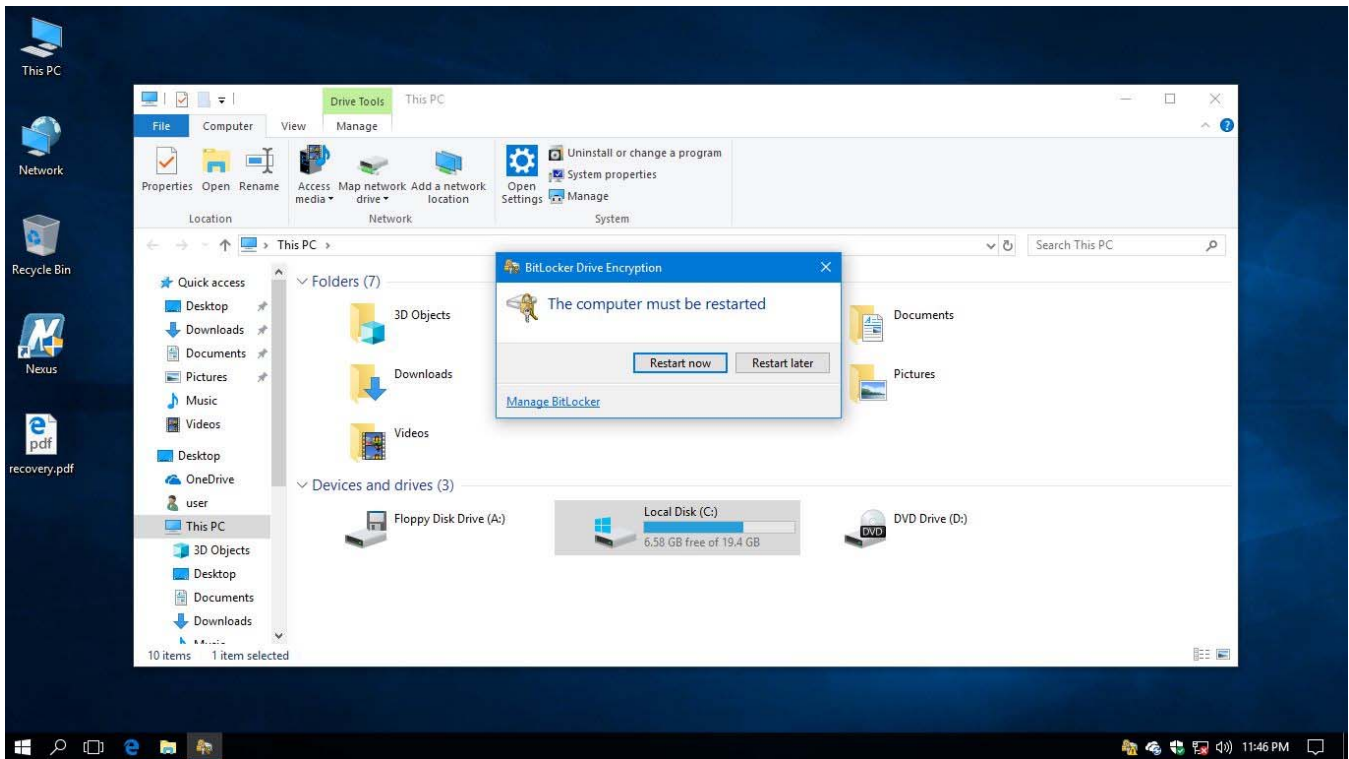 This PC
Network
Recycle Bin
Nexus
pdf
recovery.pdf
Drive Tools
This PC
File
Computer
View
Manage
Properties
Open
Rename
Access media
Map network drive
Add a network location
Open Settings
Uninstall or change a program
System properties
Manage
Location
Network
System
This PC
Search This PC
Quick access
Desktop
Downloads
Documents
Pictures
Music
Videos
Desktop
OneDrive
user
This PC
3D Objects
Desktop
Documents
Downloads
Music
Folders (7)
3D Objects
Documents
Downloads
Pictures
Videos
Devices and drives (3)
Floppy Disk Drive (A:)
Local Disk (C:)
6.58 GB free of 19.4 GB
DVD
DVD Drive (D:)
BitLocker Drive Encryption
The computer must be restarted
Restart now
Restart later
Manage BitLocker
10 items
1 item selected
11:46 PM